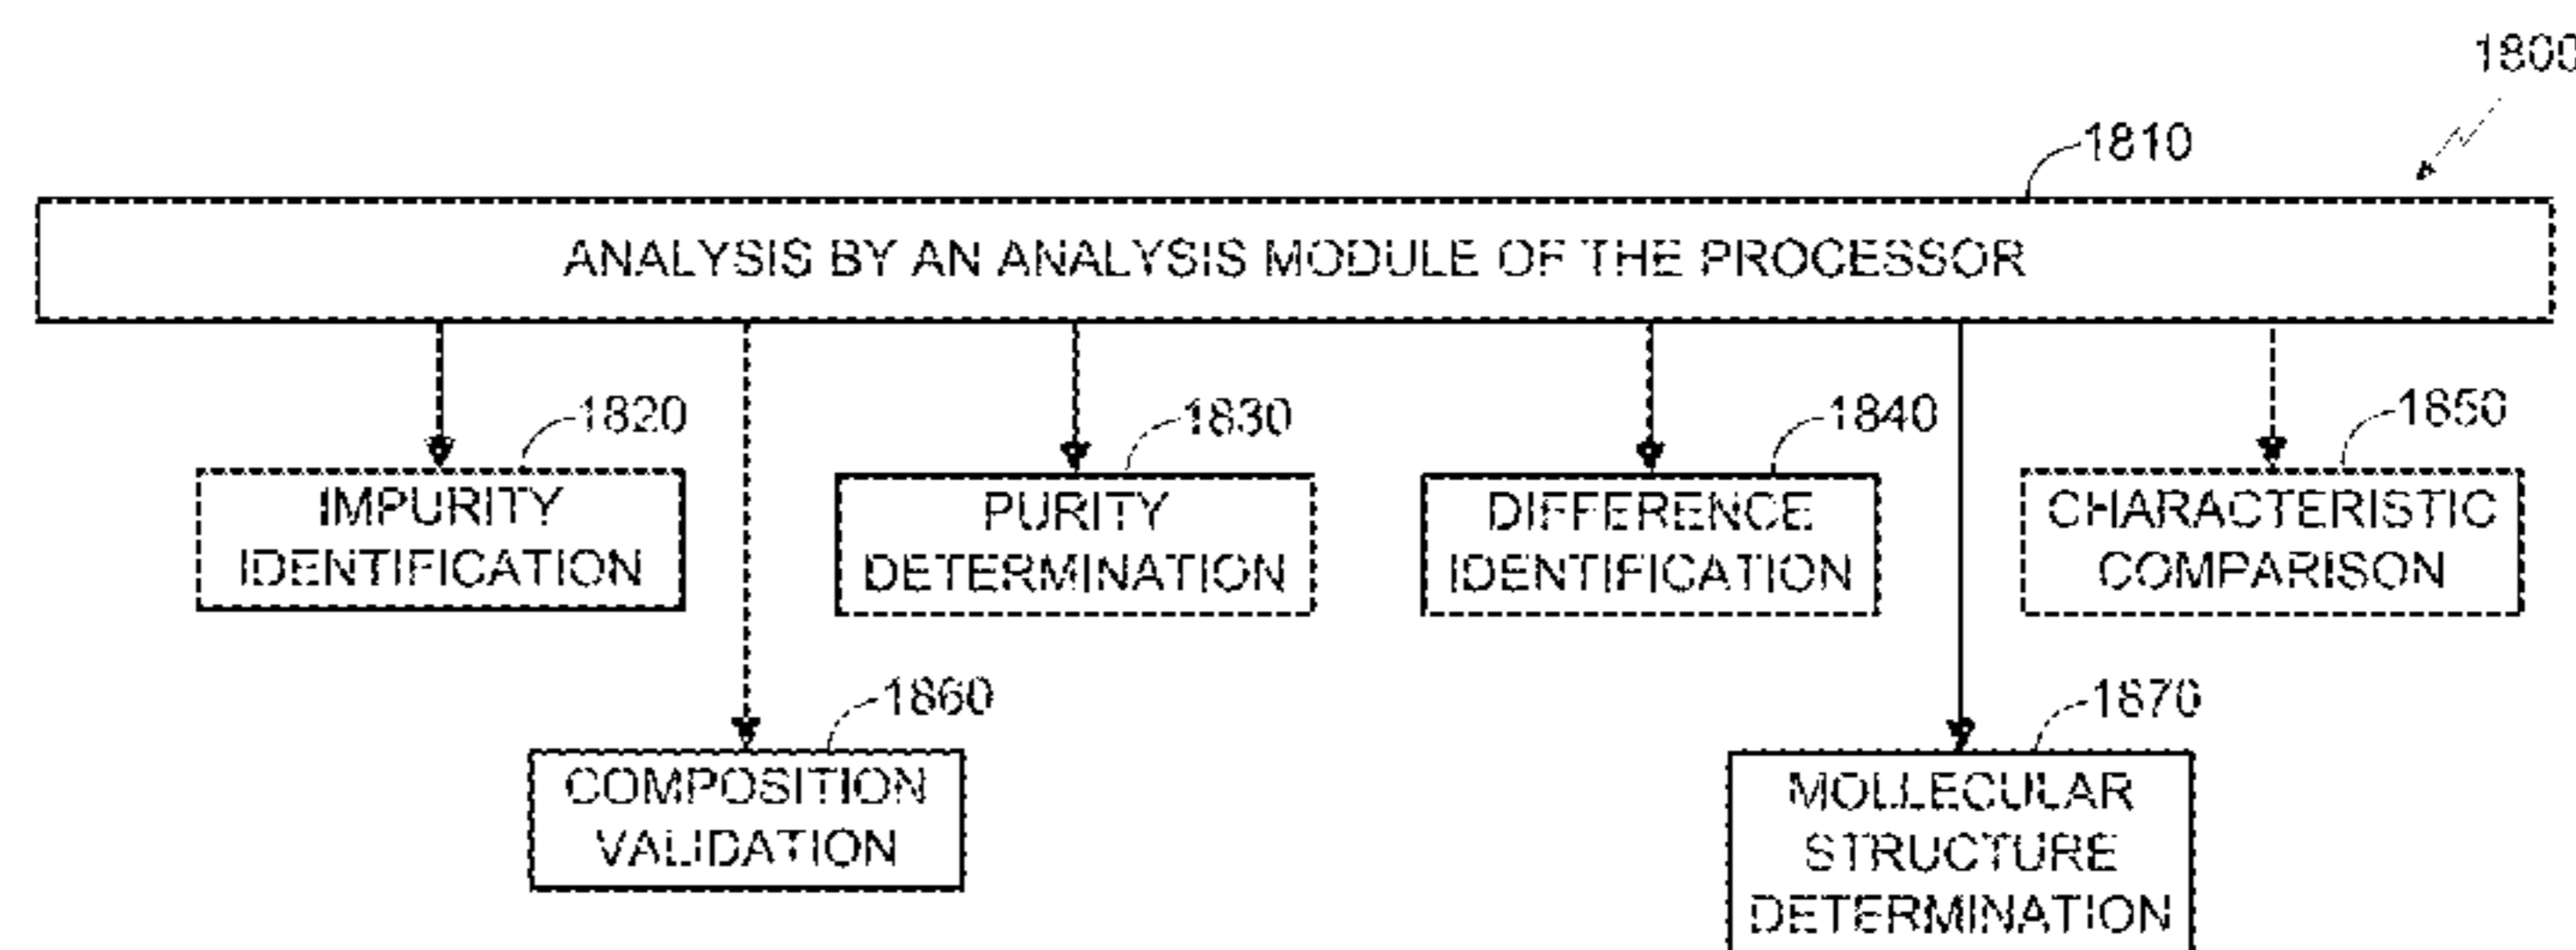 1800
1810
ANALYSIS BY AN ANALYSIS MODULE OF THE PROCESSOR
1820
1830
1840
1850
IMPURITY
IDENTIFICATION
PURITY
DETERMINATION
DIFFERENCE
IDENTIFICATION
CHARACTERISTIC
COMPARISON
1860
1870
COMPOSITION
VALIDATION
MOLLECULAR
STRUCTURE
DETERMINATION